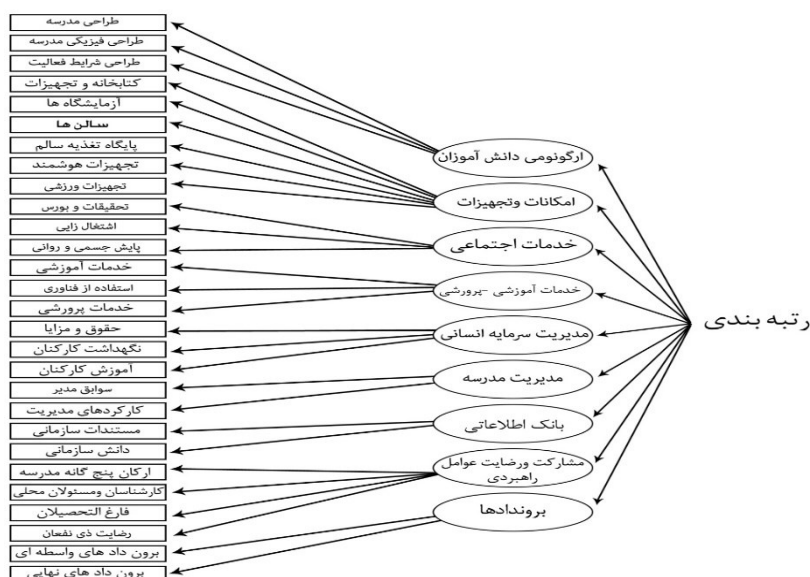 رتبه بندی
ارگونومی دانش آموزان
امکانات وتجهیزات
خدمات اجتماعی
خدمات آموزشی -پرورشی
مدیریت سرمایه انسانی
مدیریت مدرسه
بانک اطلاعاتی
مشارکت ورضایت عوامل
راهبردی
بروندادها
طراحی مدرسه
طراحی فیزیکی مدرسه
طراحی شرایط فعالیت
کتابخانه و تجهیزات
آزمایشگاه ها
سالن ها
پایگاه تغذیه سالم
تجهیزات هوشمند
تجهیزات ورزشی
تحقیقات و بورس
اشتغال زایی
پایش جسمی و روانی
خدمات آموزشی
استفاده از فناوری
خدمات پرورشی
حقوق و مزایا
نگهداشت کارکنان
آموزش کارکنان
سوابق مدیر
کارکردهای مدیریت
مستندات سازمانی
دانش سازمانی
ارکان پنج گانه مدرسه
کارشناسان ومسئولان محلی
فارغ التحصیلان
رضایت ذی نفعان
برون داد های واسطه ای
برون داد های نهایی